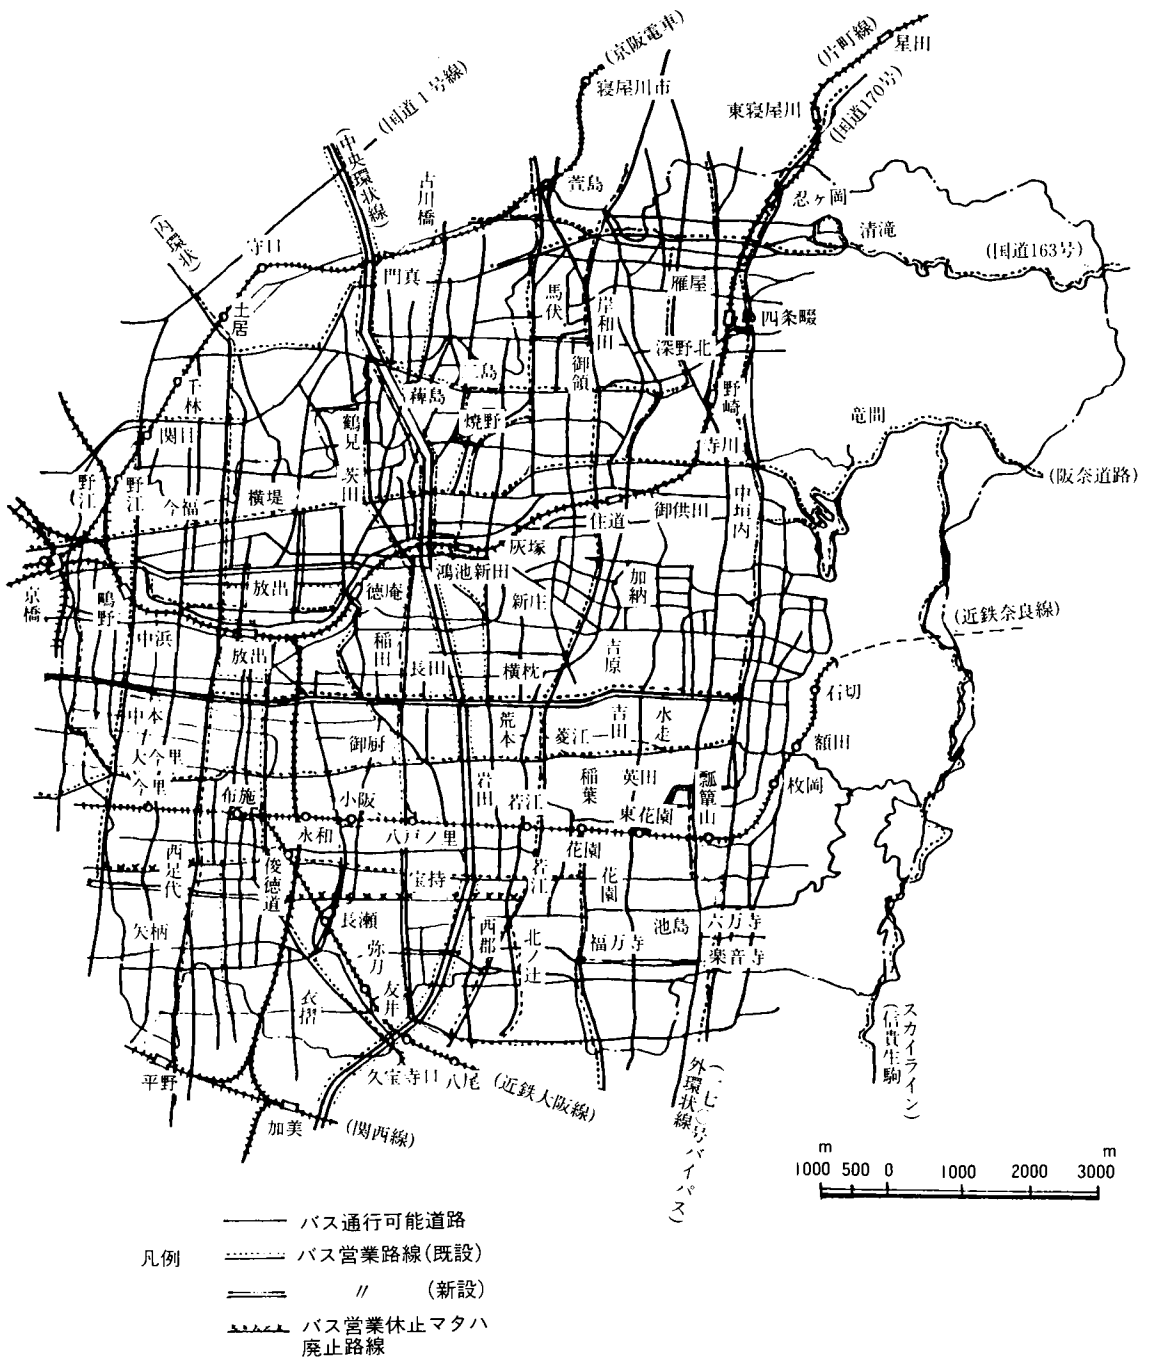 (京阪電車)
(片町線)
星田
寝屋川市
東寝屋川
(国道170号)
(国道1号線)
(中央環状線)
古川橋
萱島
忍ヶ岡
清滝
(国道163号)
(内環状)
守口
門真
雁屋
馬伏
岸和田
四条畷
土居
深野北
御領
三島
稗島
野崎
千林
焼野
竜間
鶴見
関目
寺川
(阪奈道路)
茨田
野江
野江
今福
横堤
中垣内
御供田
住道
灰塚
鴻池新田
新庄
加納
京橋
鴫野
放出
徳庵
(近鉄奈良線)
中浜
放出
稲田
長田
横枕
吉原
石切
中本
荒本
吉田
水走
菱江
額田
大今里
御厨
今里
布施
小阪
岩田
若江
稲葉
英田
瓢簞山
枚岡
東花園
永和
八戸ノ里
花園
西足代
俊徳道
宝持
若江
花園
矢柄
長瀬
弥刀
西郡
北ノ辻
福万寺
池島
六万寺
楽音寺
衣摺
友井
スカイライン)
(信貴生駒
平野
久宝寺口
八尾
(近鉄大阪線)
外環状線
号バイパス)
加美
(関西線)
m
m
1000 500 0 1000 2000 3000
凡例
バス通行可能道路
バス営業路線(既設)
〃 (新設)
バス営業休止マタハ
廃止路線